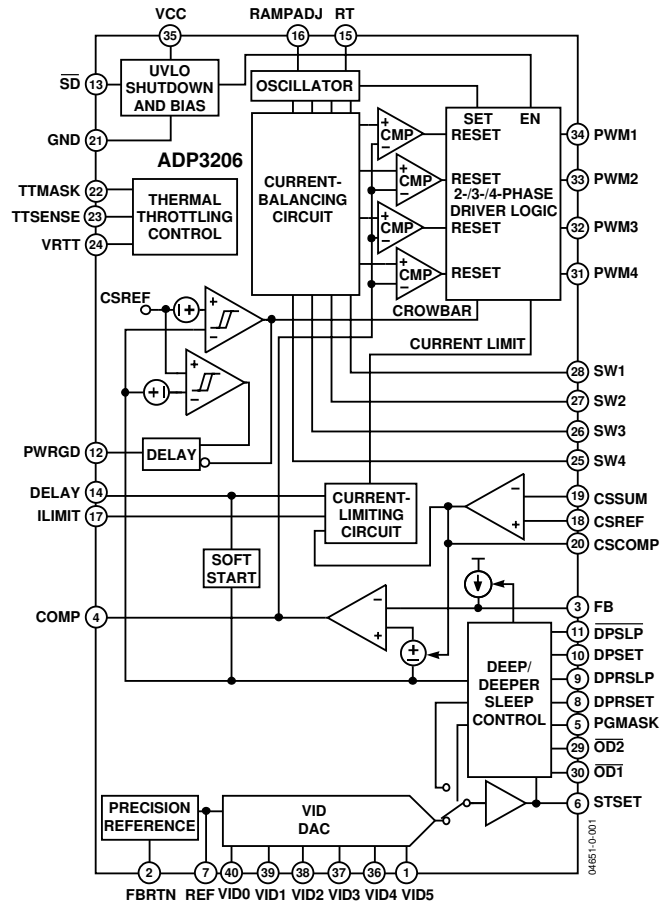 VCC RAMPADJ RT
35 16 15
SD 13
UVLO
SHUTDOWN
AND BIAS
OSCILLATOR
SET EN
GND 21
ADP3206
CURRENT-
BALANCING
CIRCUIT
+ CMP −
+ CMP −
+ CMP −
+ CMP −
RESET
RESET
2-/3-/4-PHASE
DRIVER LOGIC
RESET
RESET
34 PWM1
33 PWM2
32 PWM3
31 PWM4
TTMASK 22
TTSENSE 23
VRTT 24
THERMAL
THROTTLING
CONTROL
CSREF
CROWBAR
CURRENT LIMIT
28 SW1
27 SW2
26 SW3
25 SW4
PWRGD 12
DELAY
DELAY 14
ILIMIT 17
CURRENT-
LIMITING
CIRCUIT
19 CSSUM
18 CSREF
20 CSCOMP
SOFT
START
COMP 4
3 FB
11 DPSLP
10 DPSET
9 DPRSLP
8 DPRSET
5 PGMASK
29 OD2
30 OD1
6 STSET
DEEP/
DEEPER
SLEEP
CONTROL
PRECISION
REFERENCE
VID
DAC
2 7 40 39 38 37 36 1
FBRTN REF VID0 VID1 VID2 VID3 VID4 VID5
04651-0-001